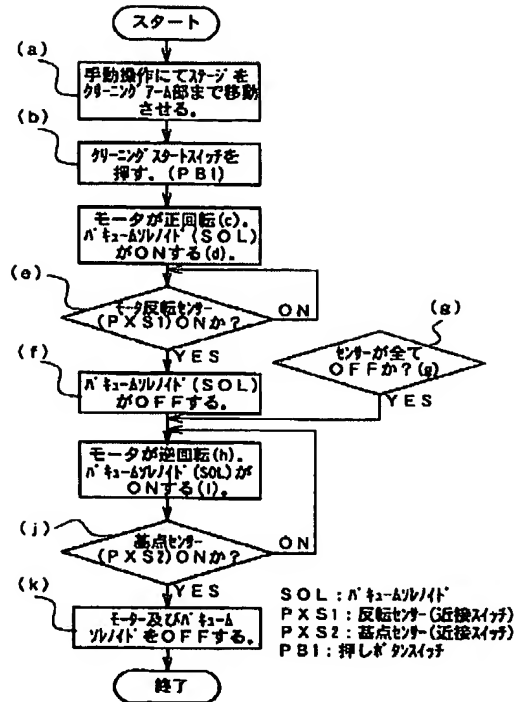 スタート
(a)
手動操作にてステージを
クリーニングアーム部まで移動
させる。
(b)
クリーニングスタートスイッチを
押す。(PB1)
モータが正回転(c).
バキュームソレノイド(SOL)
がONする(d).
(e)
モータ反転センサー
(PXS1)ONか?
ON
YES
(g)
センサーが全て
OFFか?(g)
YES
(f)
バキュームソレノイド(SOL)
がOFFする。
モータが逆回転(h).
バキュームソレノイド(SOL)が
ONする(i).
(j)
基点センサー
(PXS2)ONか?
ON
YES
(k)
モーター及びバキューム
ソレノイドをOFFする。
終了
SOL:バキュームソレノイド
PXS1:反転センサー(近接スイッチ)
PXS2:基点センサー(近接スイッチ)
PB1:押しボタンスイッチ